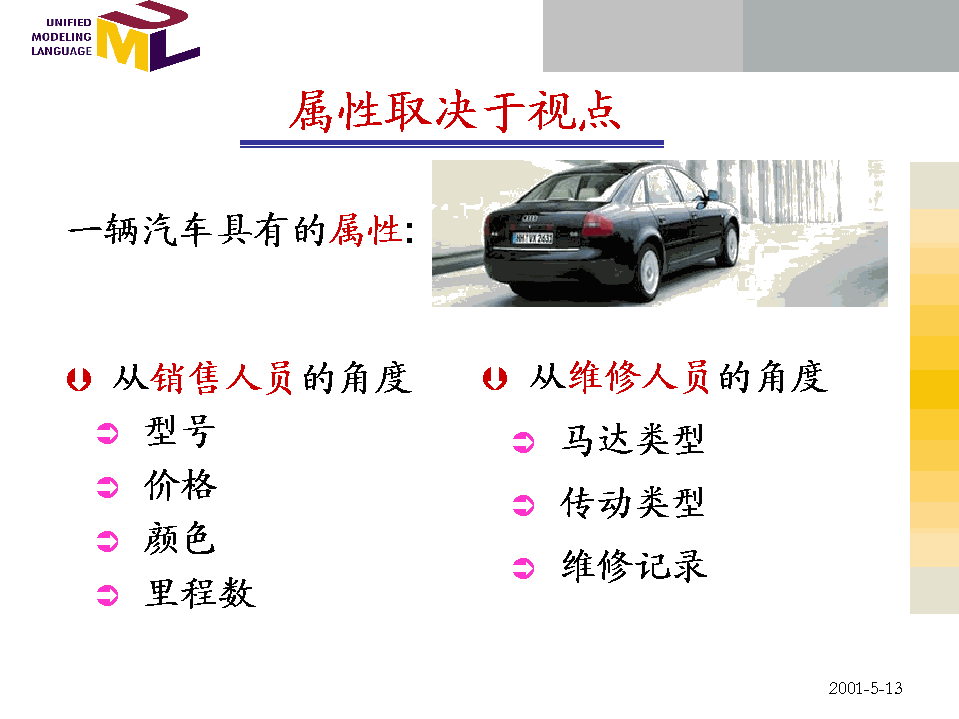 UNIFIED
MODELING
LANGUAGE
UML
属性取决于视点
一辆汽车具有的属性:
HH:VX 2631
从销售人员的角度
型号
价格
颜色
里程数
从维修人员的角度
马达类型
传动类型
维修记录
2001-5-13